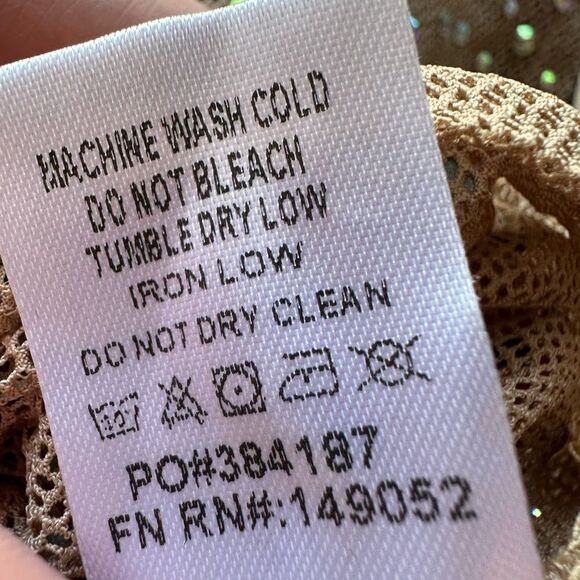 MACHINE WASH COLD
DO NOT BLEACH
TUMBLE DRY LOW
IRON LOW
DO NOT DRY CLEAN
30
PO#384187
FN RN#:149052